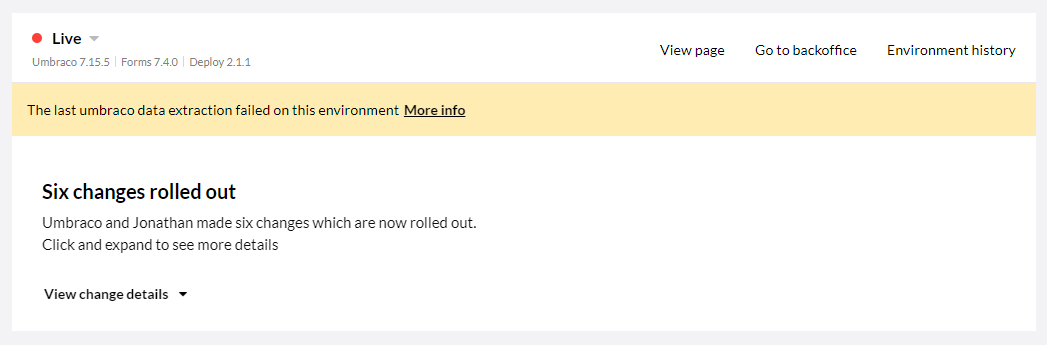 Live
Umbraco 7.15.5 | Forms 7.4.0 | Deploy 2.1.1
View page
Go to backoffice
Environment history
The last umbraco data extraction failed on this environment More info
Six changes rolled out
Umbraco and Jonathan made six changes which are now rolled out.
Click and expand to see more details
View change details